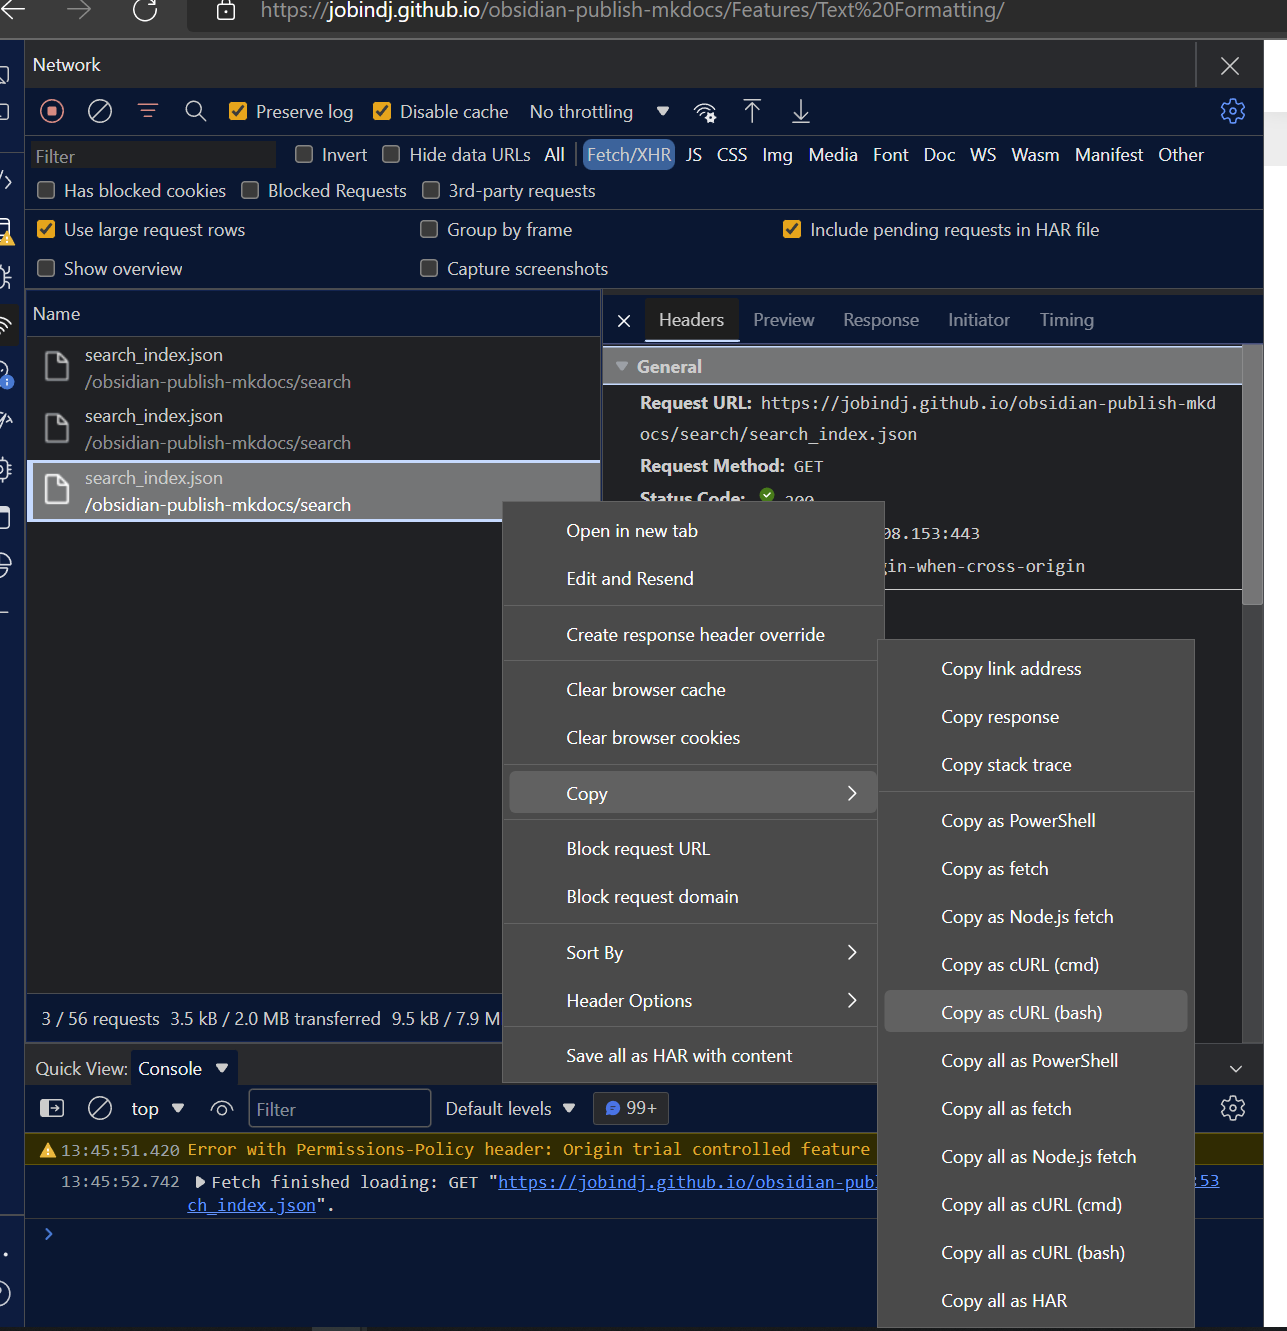 https://jobindj.github.io/obsidian-publish-mkdocs/Features/Text%20Formatting/
Network
Preserve log Disable cache No throttling
Filter Invert Hide data URLs All Fetch/XHR JS CSS Img Media Font Doc WS Wasm Manifest Other
Has blocked cookies Blocked Requests 3rd-party requests
Use large request rows Group by frame Include pending requests in HAR file
Show overview Capture screenshots
Name
search_index.json
/obsidian-publish-mkdocs/search
search_index.json
/obsidian-publish-mkdocs/search
search_index.json
/obsidian-publish-mkdocs/search
Headers Preview Response Initiator Timing
General
Request URL: https://jobindj.github.io/obsidian-publish-mkd
ocs/search/search_index.json
Request Method: GET
Status Code: 200
08.153:443
gin-when-cross-origin
Open in new tab
Edit and Resend
Create response header override
Clear browser cache
Clear browser cookies
Copy
Block request URL
Block request domain
Sort By
Header Options
Save all as HAR with content
Copy link address
Copy response
Copy stack trace
Copy as PowerShell
Copy as fetch
Copy as Node.js fetch
Copy as cURL (cmd)
Copy as cURL (bash)
Copy all as PowerShell
Copy all as fetch
Copy all as Node.js fetch
Copy all as cURL (cmd)
Copy all as cURL (bash)
Copy all as HAR
3 / 56 requests 3.5 kB / 2.0 MB transferred 9.5 kB / 7.9 M
Quick View: Console
top Filter Default levels 99+
13:45:51.420 Error with Permissions-Policy header: Origin trial controlled feature
13:45:52.742 Fetch finished loading: GET "https://jobindj.github.io/obsidian-pub :53
ch_index.json".